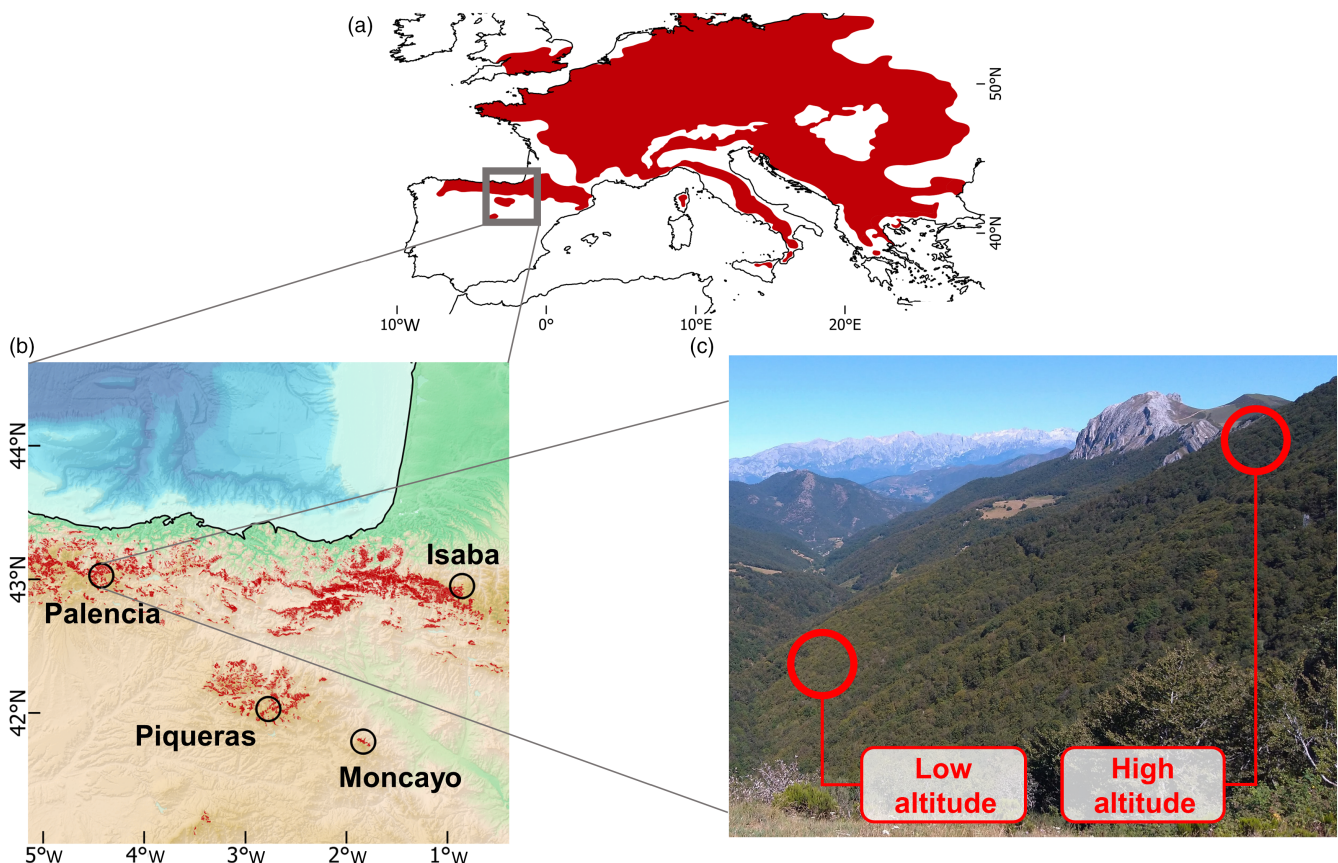 (a)
50°N
40°N
10°W
0°
10°E
20°E
(b)
44°N
43°N
42°N
Isaba
Palencia
Piqueras
Moncayo
5°W
4°W
3°W
2°W
1°W
(c)
Low
altitude
High
altitude